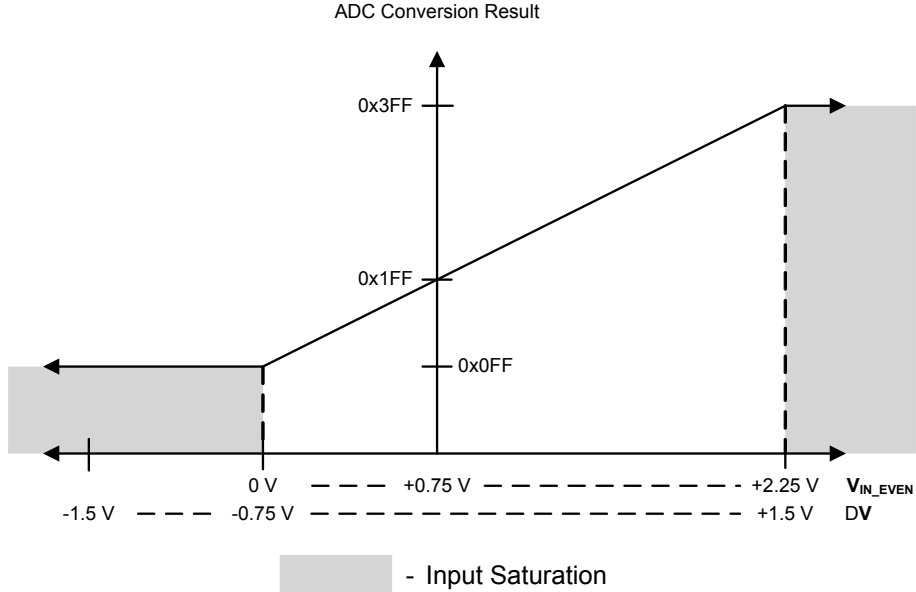 ADC Conversion Result
0x3FF
0x1FF
0x0FF
0 V +0.75 V +2.25 V VIN_EVEN
-1.5 V -0.75 V +1.5 V DV
- Input Saturation